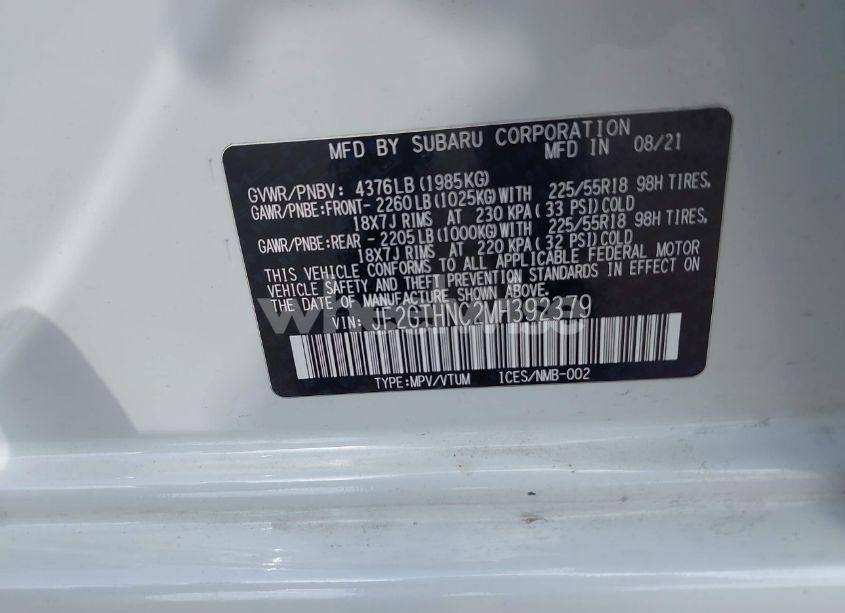 MFD BY SUBARU CORPORATION
MFD IN 08/21
GVWR/PNBV: 4376LB (1985KG)
GAWR/PNBE:FRONT- 2260LB (1025KG) WITH 225/55R18 98H TIRES,
18X7J RIMS AT 230 KPA ( 33 PSI) COLD
GAWR/PNBE:REAR - 2205LB (1000KG) WITH 225/55R18 98H TIRES,
18X7J RIMS AT 220 KPA ( 32 PSI) COLD
THIS VEHICLE CONFORMS TO ALL APPLICABLE FEDERAL MOTOR
VEHICLE SAFETY AND THEFT PREVENTION STANDARDS IN EFFECT ON
THE DATE OF MANUFACTURE SHOWN ABOVE.
VIN: JF2GTHNC2MH392379
TYPE:MPV/VTUM ICES/NMB-002